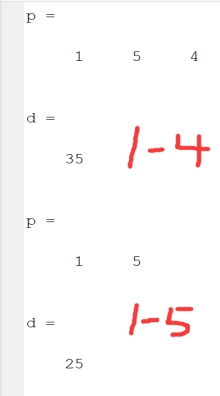 p =
1 5 4
d =
1-4
35
p =
1 5
1-5
d =
25